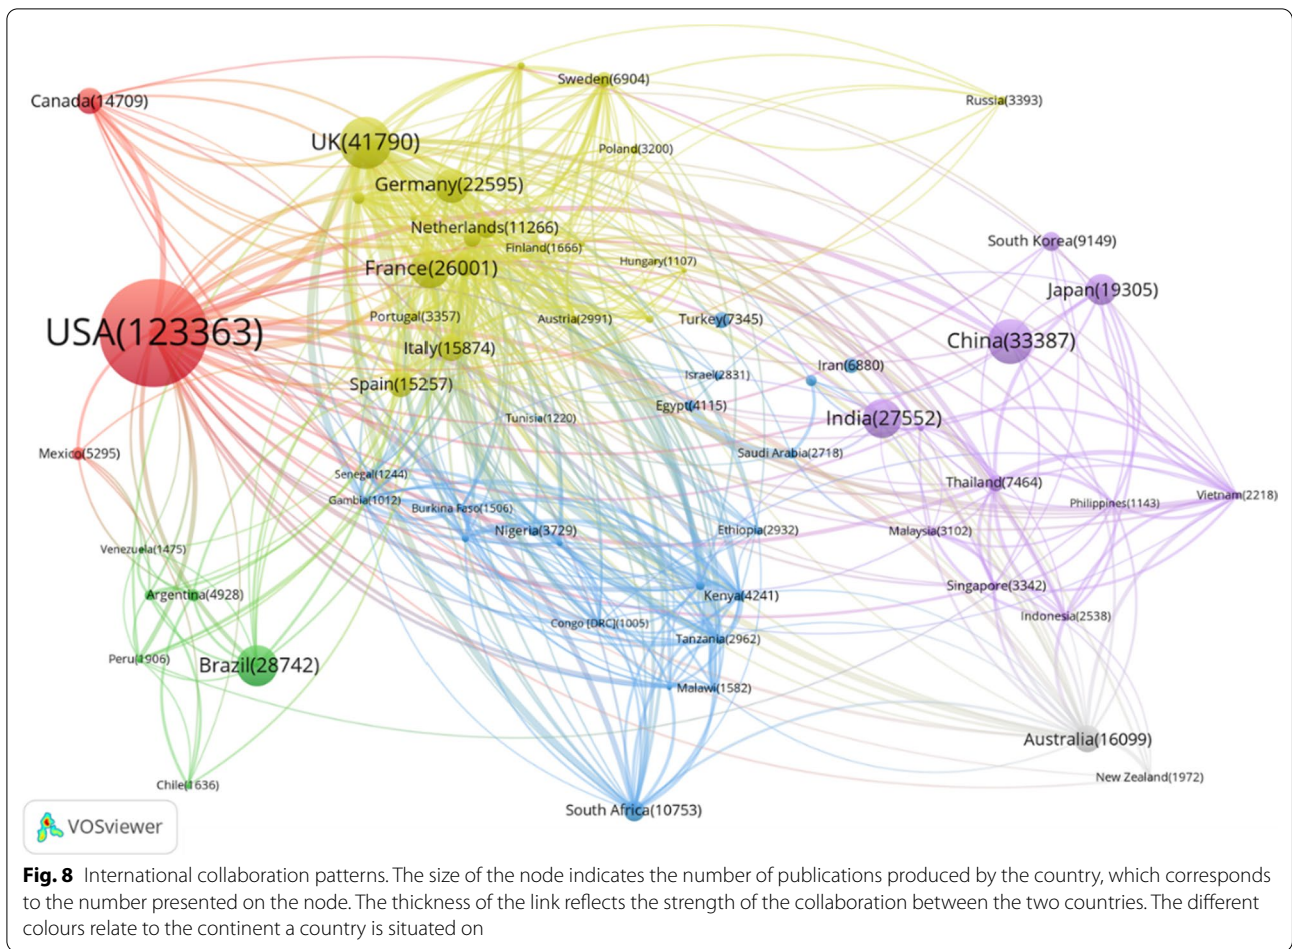 Sweden(6904)
Canada(14709)
Russia(3393)
UK(41790)
Poland(3200)
Germany(22595)
Netherlands(11266)
South Korea(9149)
Finland(1666)
Hungary(1107)
France(26001)
Japan(19305)
Portugal(3357)
Austria(2991)
Turkey(7345)
USA(123363)
China(33387)
Italy(15874)
Iran(6880)
Israel(2831)
Spain(15257)
Egypt(4115)
Tunisia(1220)
India(27552)
Mexico(5295)
Saudi Arabia(2718)
Senegal(1244)
Thailand(7464)
Vietnam(2218)
Gambia(1012)
Philippines(1143)
Burkina Faso(1506)
Nigeria(3729)
Ethiopia(2932)
Malaysia(3102)
Venezuela(1475)
Singapore(3342)
Argentina(4928)
Kenya(4241)
Indonesia(2538)
Congo [DRC](1005)
Tanzania(2962)
Peru(1906)
Brazil(28742)
Malawi(1582)
Australia(16099)
New Zealand(1972)
Chile(1636)
South Africa(10753)
VOSviewer
Fig. 8 International collaboration patterns. The size of the node indicates the number of publications produced by the country, which corresponds
to the number presented on the node. The thickness of the link reflects the strength of the collaboration between the two countries. The different
colours relate to the continent a country is situated on